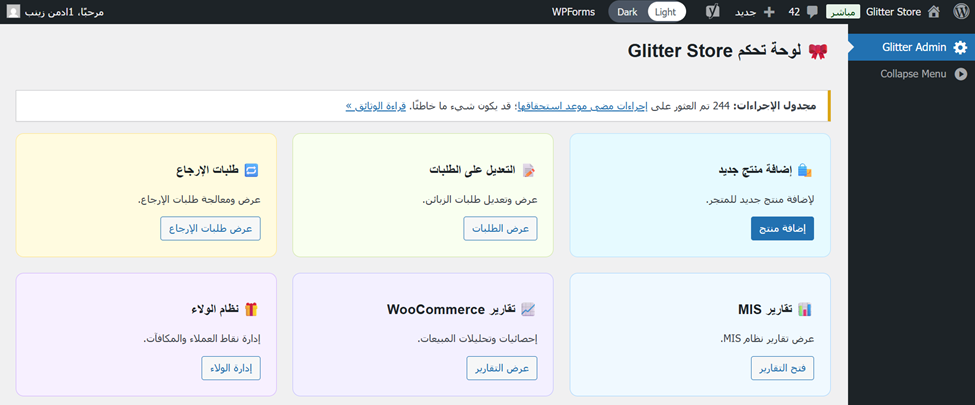 Glitter Store مباشر 42 جديد Light Dark WPForms مرحبًا، 1ادمن زينب
Glitter Admin
Collapse Menu
لوحة تحكم Glitter Store
مجدول الإجراءات: 244 تم العثور على إجراءات مضى موعد استحقاقها؛ قد يكون شيء ما خاطئًا. قراءة الوثائق »
إضافة منتج جديد
لإضافة منتج جديد للمتجر.
إضافة منتج
التعديل على الطلبات
عرض وتعديل طلبات الزبائن.
عرض الطلبات
طلبات الإرجاع
عرض ومعالجة طلبات الإرجاع.
عرض طلبات الإرجاع
تقارير MIS
عرض تقارير نظام MIS.
فتح التقارير
تقارير WooCommerce
إحصائيات وتحليلات المبيعات.
عرض التقارير
نظام الولاء
إدارة نقاط العملاء والمكافآت.
إدارة الولاء